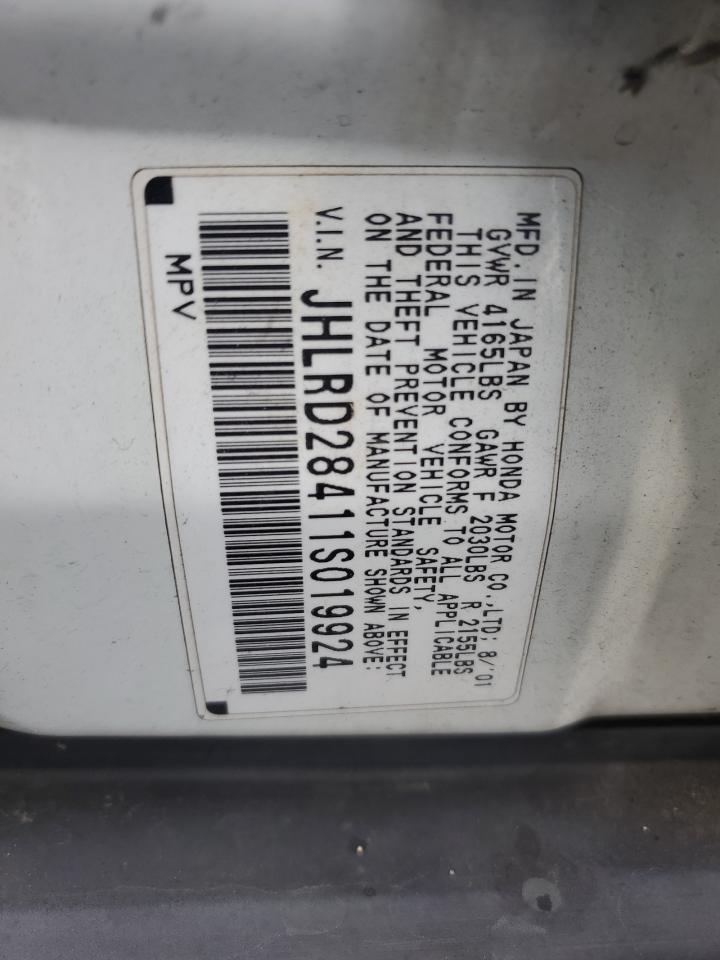 MFD. IN JAPAN BY HONDA MOTOR CO.,LTD; 8/'01
GVWR 4165LBS GAWR F 2030LBS R 2155LBS
THIS VEHICLE CONFORMS TO ALL APPLICABLE
FEDERAL MOTOR VEHICLE SAFETY,
AND THEFT PREVENTION STANDARDS IN EFFECT
ON THE DATE OF MANUFACTURE SHOWN ABOVE:
V.I.N. JHLRD28411S019924
MPV